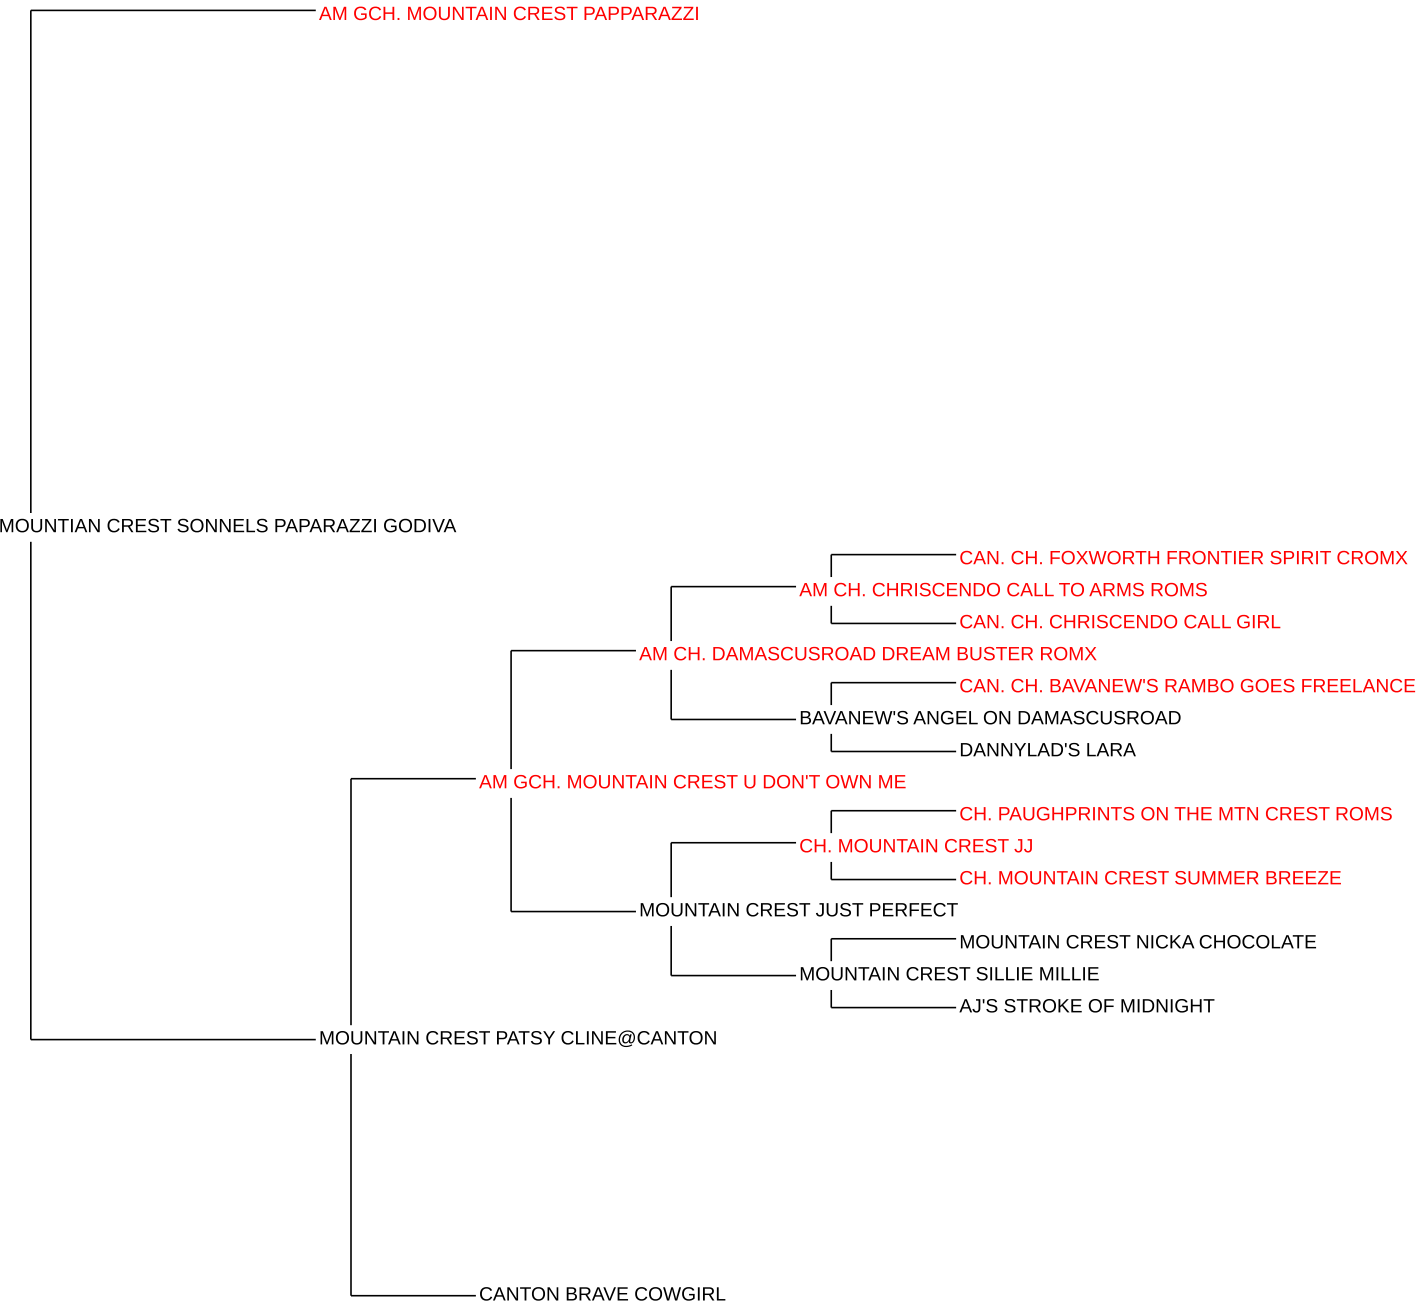 AM GCH. MOUNTAIN CREST PAPPARAZZI
MOUNTIAN CREST SONNELS PAPARAZZI GODIVA
CAN. CH. FOXWORTH FRONTIER SPIRIT CROMX
AM CH. CHRISCENDO CALL TO ARMS ROMS
CAN. CH. CHRISCENDO CALL GIRL
AM CH. DAMASCUSROAD DREAM BUSTER ROMX
CAN. CH. BAVANEW'S RAMBO GOES FREELANCE
BAVANEW'S ANGEL ON DAMASCUSROAD
DANNYLAD'S LARA
AM GCH. MOUNTAIN CREST U DON'T OWN ME
CH. PAUGHPRINTS ON THE MTN CREST ROMS
CH. MOUNTAIN CREST JJ
CH. MOUNTAIN CREST SUMMER BREEZE
MOUNTAIN CREST JUST PERFECT
MOUNTAIN CREST NICKA CHOCOLATE
MOUNTAIN CREST SILLIE MILLIE
AJ'S STROKE OF MIDNIGHT
MOUNTAIN CREST PATSY CLINE@CANTON
CANTON BRAVE COWGIRL